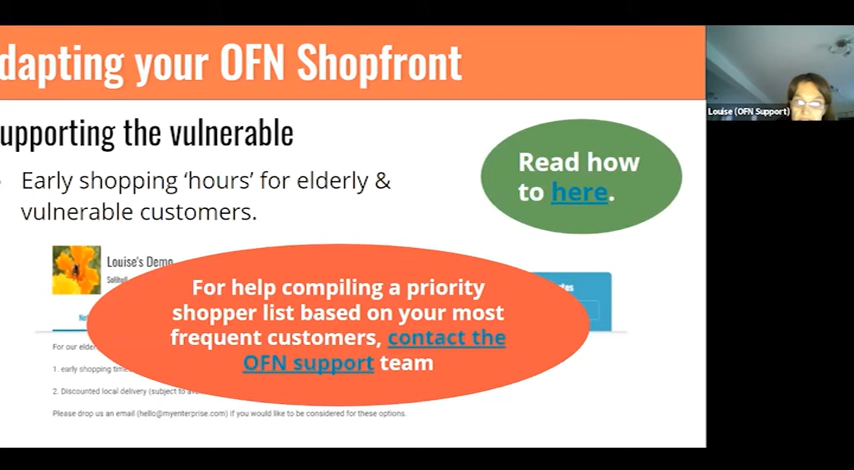 dapting your OFN Shopfront
Louise (OFN Support)
upporting the vulnerable
Early shopping ‘hours’ for elderly &
vulnerable customers.
Read how
to here.
Louise's Demo
For help compiling a priority
shopper list based on your most
frequent customers, contact the
OFN support team
For our elder
1. early shopping time
2. Discounted local delivery (subject to av
Please drop us an email (hello@myenterprise.com) if you would like to be considered for these options.